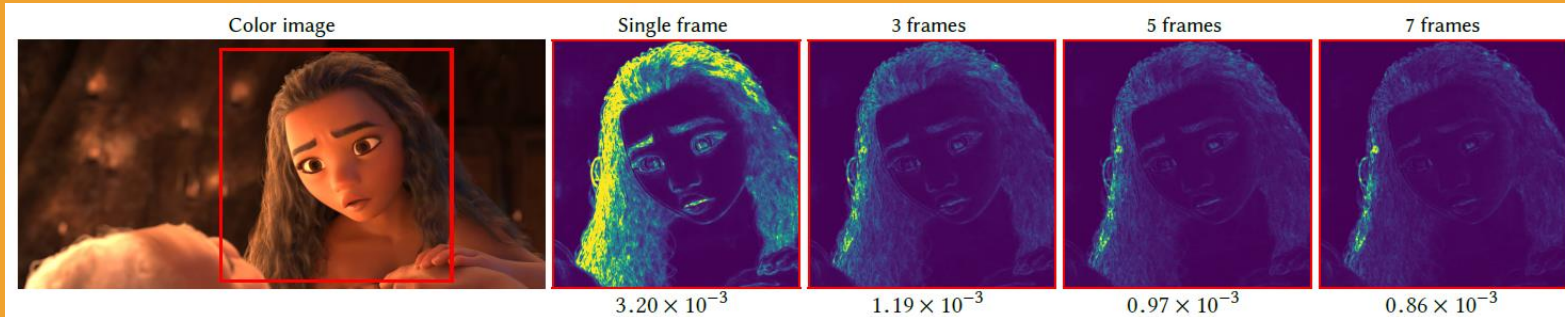 Color image
Single frame
3 frames
5 frames
7 frames
3.20 × 10⁻³
1.19 × 10⁻³
0.97 × 10⁻³
0.86 × 10⁻³